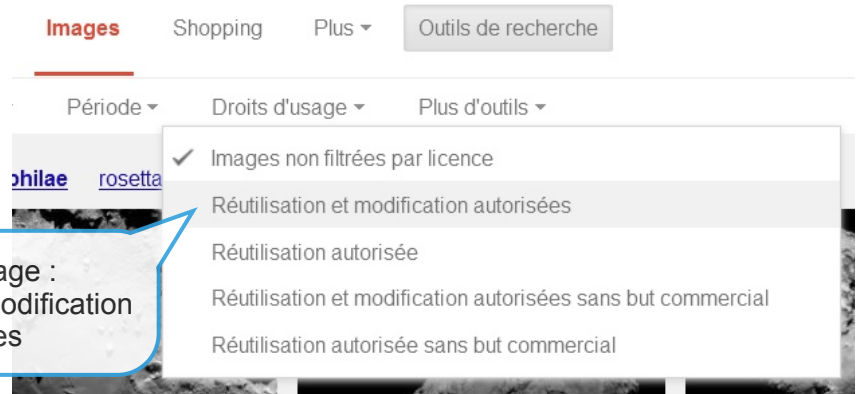 Images Shopping Plus Outils de recherche
Période Droits d'usage Plus d'outils
philae rosetta
Images non filtrées par licence
Réutilisation et modification autorisées
Réutilisation autorisée
Réutilisation et modification autorisées sans but commercial
Réutilisation autorisée sans but commercial
age :
odification
es